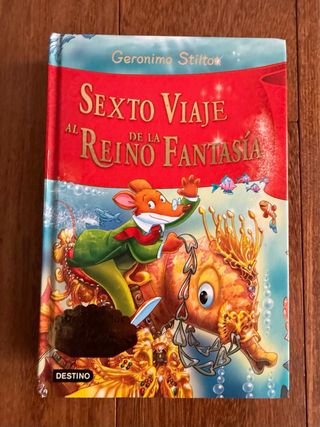 Geronimo Stilton
SEXTO VIAJE
AL REINO DE LA FANTASÍA
DESTINO